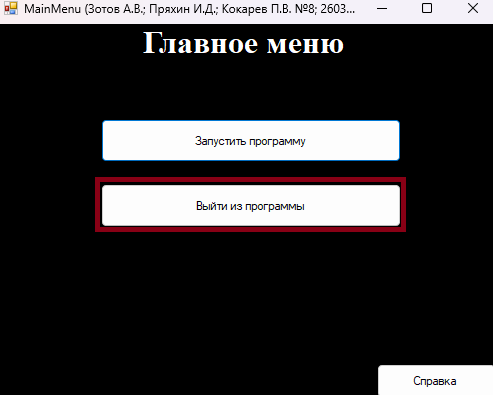 MainMenu (Зотов А.В.; Пряхин И.Д.; Кокарев П.В. №8; 2603...
Главное меню
Запустить программу
Выйти из программы
Справка